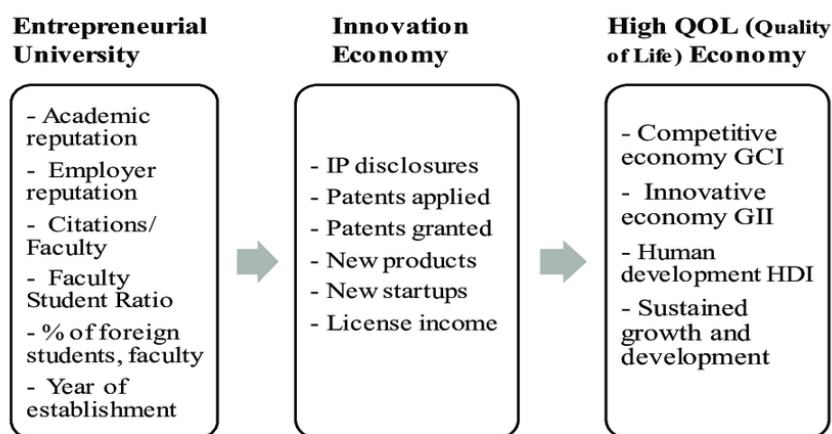 Entrepreneurial
University
- Academic
reputation
- Employer
reputation
- Citations/
Faculty
- Faculty
Student Ratio
- % of foreign
students, faculty
- Year of
establishment
Innovation
Economy
- IP disclosures
- Patents applied
- Patents granted
- New products
- New startups
- License income
High QOL (Quality
of Life) Economy
- Competitive
economy GCI
- Innovative
economy GII
- Human
development HDI
- Sustained
growth and
development